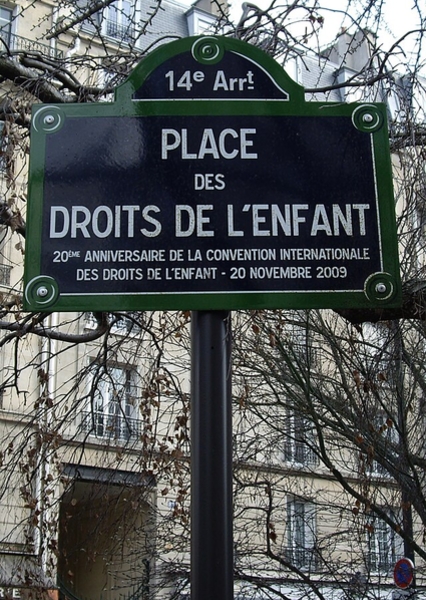 14e Arrt
PLACE
DES
DROITS DE L'ENFANT
20ÈME ANNIVERSAIRE DE LA CONVENTION INTERNATIONALE
DES DROITS DE L'ENFANT - 20 NOVEMBRE 2009